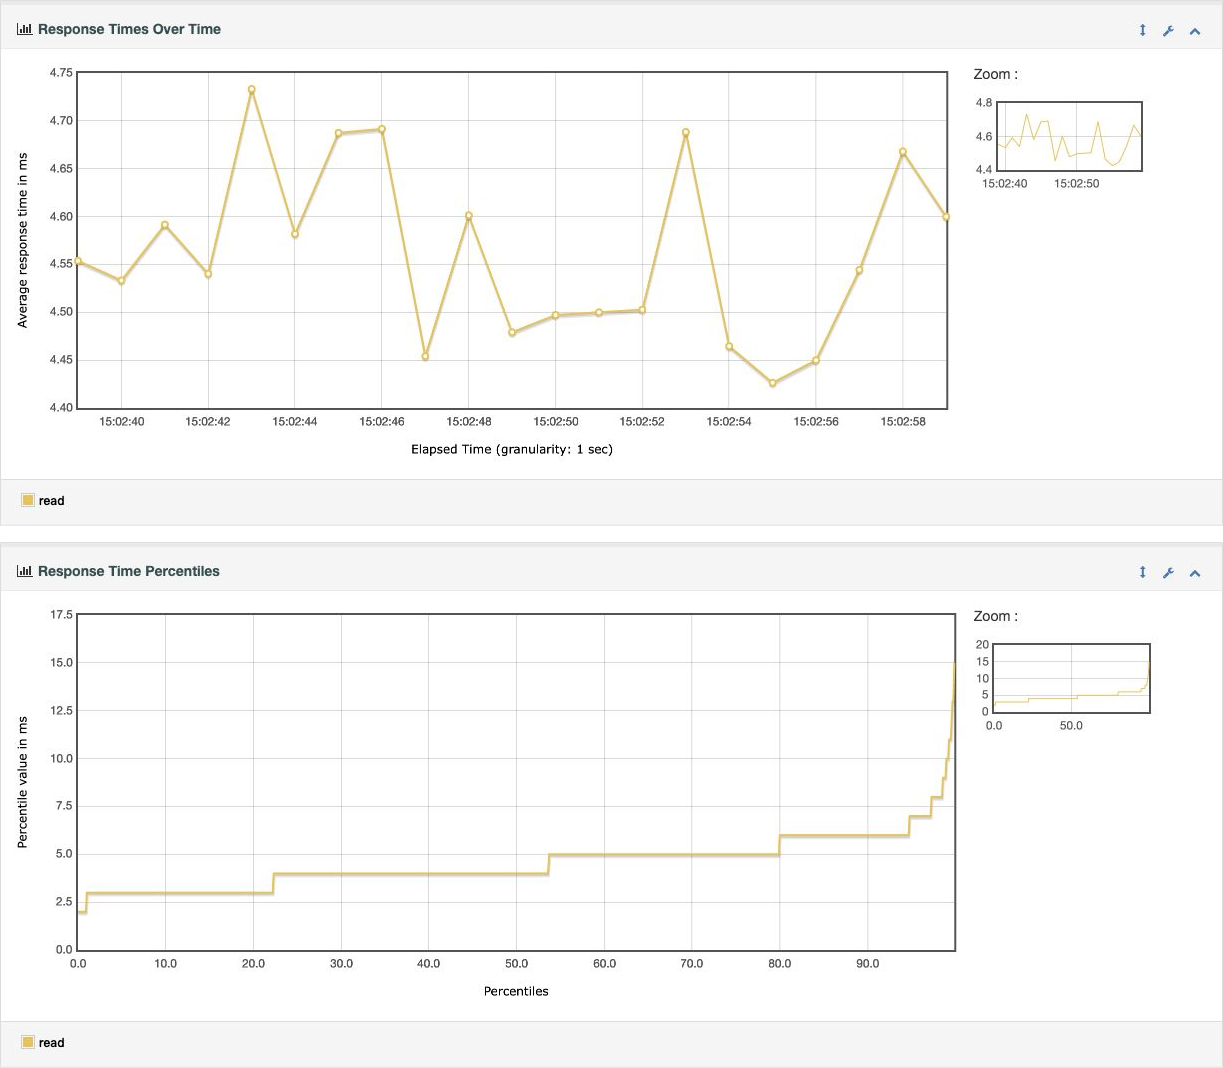 Response Times Over Time
Zoom :
4.75
4.70
4.65
4.60
4.55
4.50
4.45
4.40
Average response time in ms
15:02:40 15:02:42 15:02:44 15:02:46 15:02:48 15:02:50 15:02:52 15:02:54 15:02:56 15:02:58
Elapsed Time (granularity: 1 sec)
4.8
4.6
4.4
15:02:40 15:02:50
read
Response Time Percentiles
Zoom :
17.5
15.0
12.5
10.0
7.5
5.0
2.5
0.0
Percentile value in ms
0.0 10.0 20.0 30.0 40.0 50.0 60.0 70.0 80.0 90.0
Percentiles
20
15
10
5
0
0.0 50.0
read